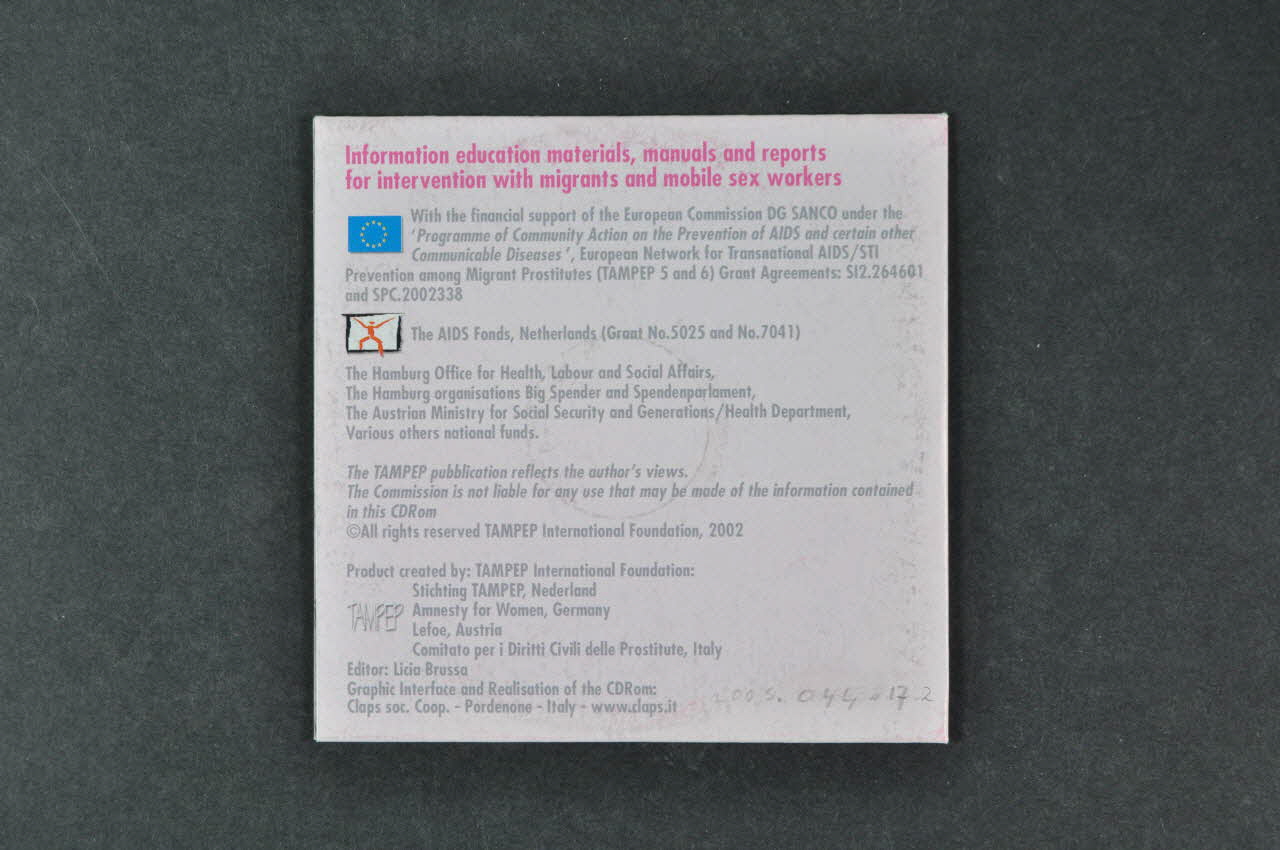 Information education materials, manuals and reports
for intervention with migrants and mobile sex workers
With the financial support of the European Commission DG SANCO under the
'Programme of Community Action on the Prevention of AIDS and certain other
Communicable Diseases', European Network for Transnational AIDS/STI
Prevention among Migrant Prostitutes (TAMPEP 5 and 6) Grant Agreements: SI2.264601
and SPC.2002338
The AIDS Fonds, Netherlands (Grant No.5025 and No.7041)
The Hamburg Office for Health, Labour and Social Affairs,
The Hamburg organisations Big Spender and Spendenparlament,
The Austrian Ministry for Social Security and Generations/Health Department,
Various others national funds.
The TAMPEP pubblication reflects the author's views.
The Commission is not liable for any use that may be made of the information contained
in this CDRom
©All rights reserved TAMPEP International Foundation, 2002
Product created by: TAMPEP International Foundation:
Stichting TAMPEP, Nederland
TAMPEP Amnesty for Women, Germany
Lefoe, Austria
Comitato per i Diritti Civili delle Prostitute, Italy
Editor: Licia Brussa
Graphic Interface and Realisation of the CDRom:
Claps soc. Coop. - Pordenone - Italy - www.claps.it
2005.044.17.2